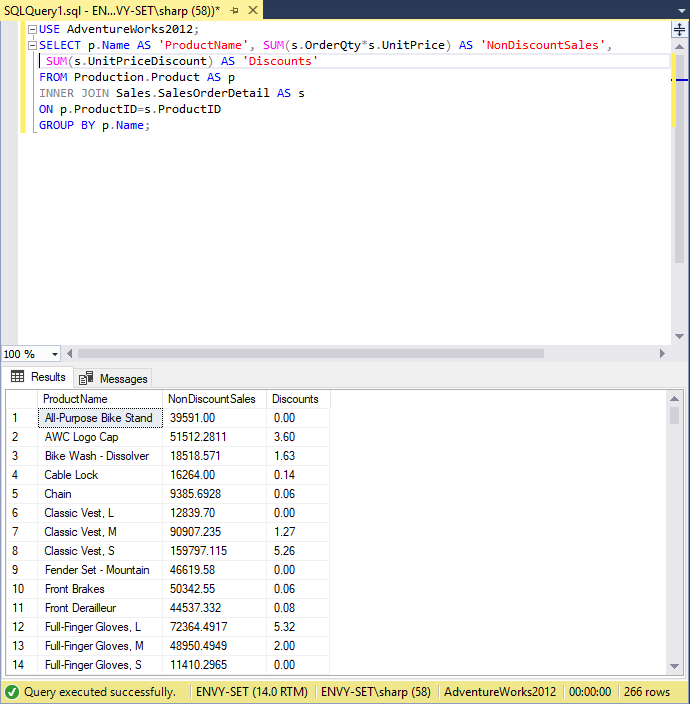 SQLQuery1.sql - EN...VY-SET\sharp (58))*
USE AdventureWorks2012;
SELECT p.Name AS 'ProductName', SUM(s.OrderQty*s.UnitPrice) AS 'NonDiscountSales',
SUM(s.UnitPriceDiscount) AS 'Discounts'
FROM Production.Product AS p
INNER JOIN Sales.SalesOrderDetail AS s
ON p.ProductID=s.ProductID
GROUP BY p.Name;
100 %
Results Messages
ProductName NonDiscountSales Discounts
1 All-Purpose Bike Stand 39591.00 0.00
2 AWC Logo Cap 51512.2811 3.60
3 Bike Wash - Dissolver 18518.571 1.63
4 Cable Lock 16264.00 0.14
5 Chain 9385.6928 0.06
6 Classic Vest, L 12839.70 0.00
7 Classic Vest, M 90907.235 1.27
8 Classic Vest, S 159797.115 5.26
9 Fender Set - Mountain 46619.58 0.00
10 Front Brakes 50342.55 0.06
11 Front Derailleur 44537.332 0.08
12 Full-Finger Gloves, L 72364.4917 5.32
13 Full-Finger Gloves, M 48950.4949 2.00
14 Full-Finger Gloves, S 11410.2965 0.00
Query executed successfully. ENVY-SET (14.0 RTM) ENVY-SET\sharp (58) AdventureWorks2012 00:00:00 266 rows